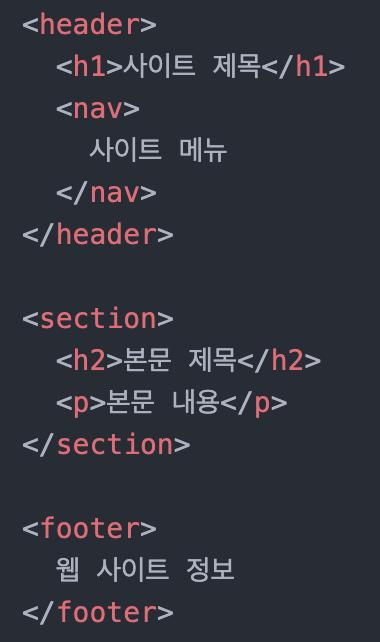 <header>
<h1>사이트 제목</h1>
<nav>
사이트 메뉴
</nav>
</header>
<section>
<h2>본문 제목</h2>
<p>본문 내용</p>
</section>
<footer>
웹 사이트 정보
</footer>